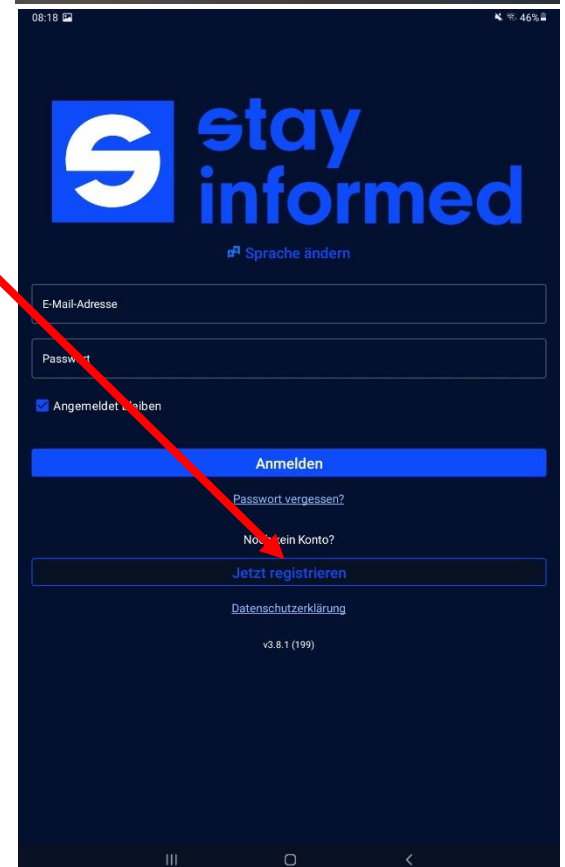 08:18
46%
stay
informed
Sprache ändern
E-Mail-Adresse
Passwort
Angemeldet bleiben
Anmelden
Passwort vergessen?
Noch kein Konto?
Jetzt registrieren
Datenschutzerklärung
v3.8.1 (199)